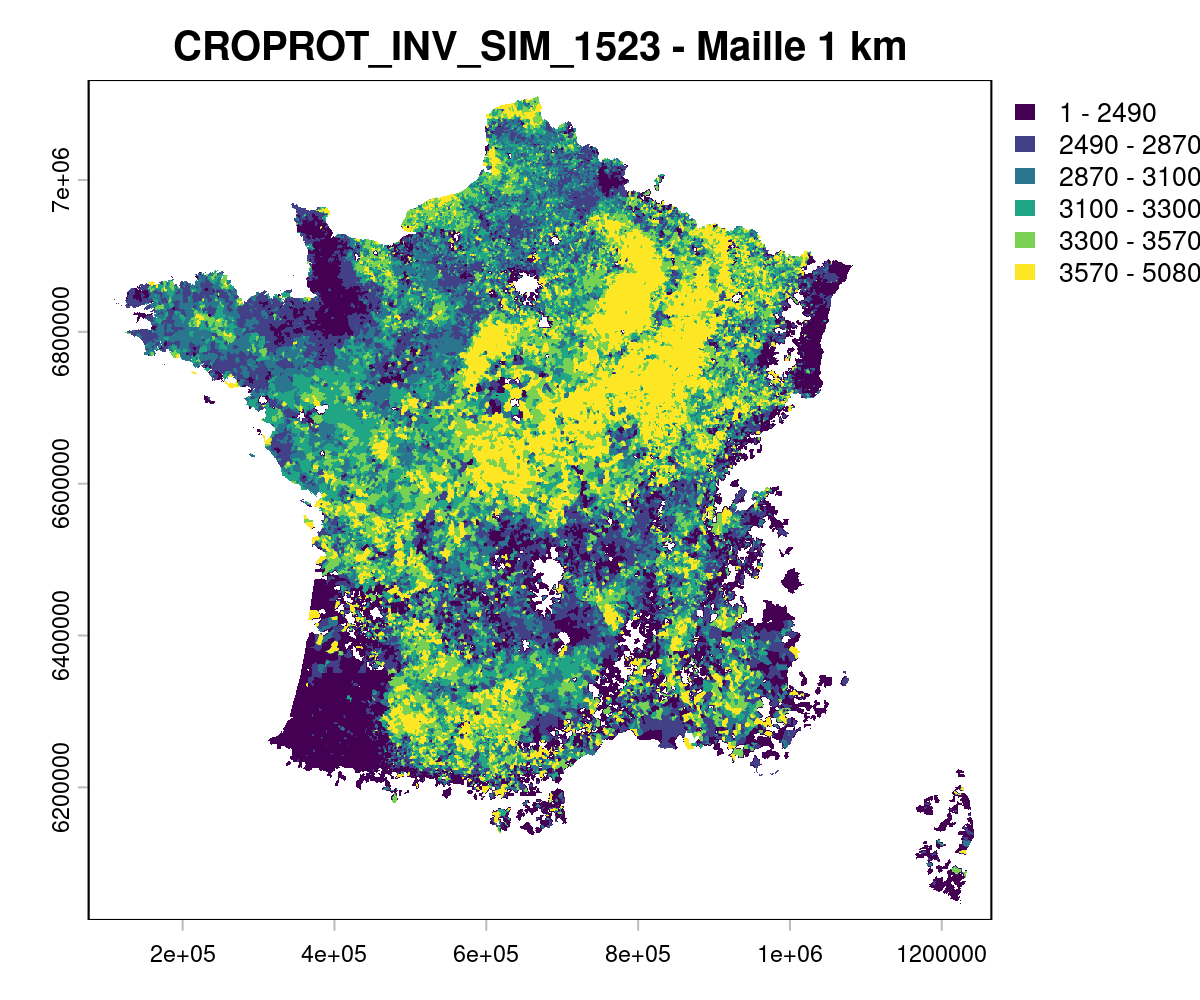 CROPROT_INV_SIM_1523 - Maille 1 km
1 - 2490
2490 - 2870
2870 - 3100
3100 - 3300
3300 - 3570
3570 - 5080
7e+06
6800000
6600000
6400000
6200000
2e+05 4e+05 6e+05 8e+05 1e+06 1200000